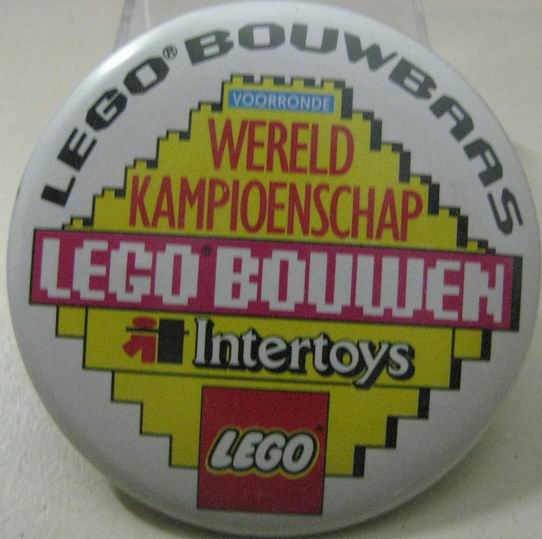 LEGO® BOUWBAAS
VOORRONDE
WERELD
KAMPIOENSCHAP
LEGO® BOUWEN
Intertoys
LEGO®